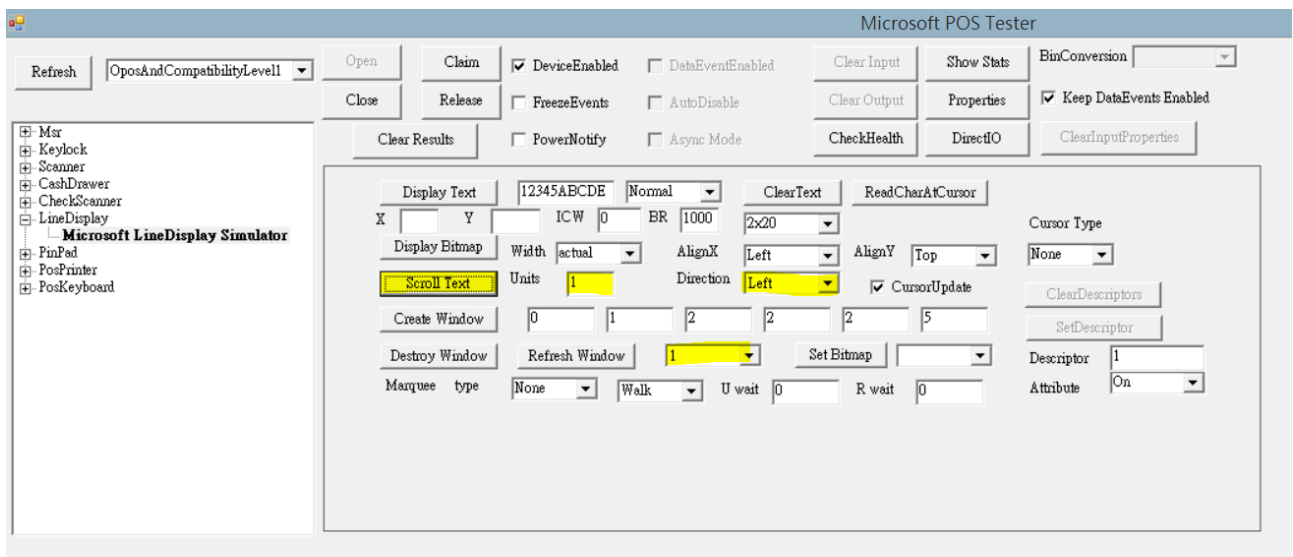 Microsoft POS Tester
Refresh OposAndCompatibilityLevel1 Open Claim DeviceEnabled DataEventEnabled Clear Input Show Stats BinConversion
Close Release FreezeEvents AutoDisable Clear Output Properties Keep DataEvents Enabled
Clear Results PowerNotify Async Mode CheckHealth DirectIO ClearInputProperties
Msr
Keylock
Scanner
CashDrawer
CheckScanner
LineDisplay
Microsoft LineDisplay Simulator
PinPad
PosPrinter
PosKeyboard
Display Text 12345ABCDE Normal ClearText ReadCharAtCursor
X Y ICW 0 BR 1000 2x20 Cursor Type
Display Bitmap Width actual AlignX Left AlignY Top None
Scroll Text Units 1 Direction Left CursorUpdate ClearDescriptors
Create Window 0 1 2 2 2 5 SetDescriptor
Destroy Window Refresh Window 1 Set Bitmap Descriptor 1
Marquee type None Walk U wait 0 R wait 0 Attribute On